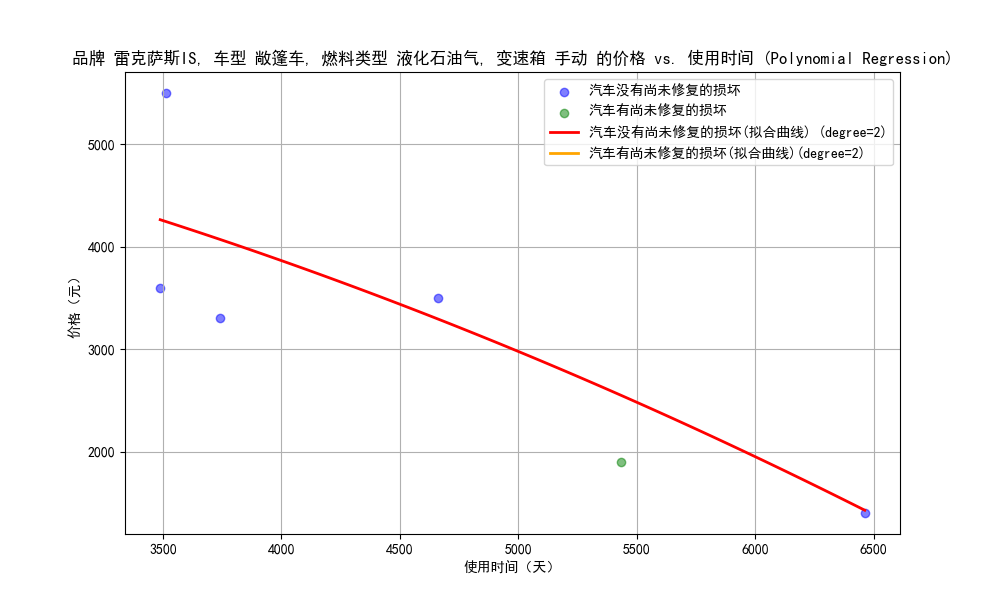 品牌 雷克萨斯IS, 车型 敞篷车, 燃料类型 液化石油气, 变速箱 手动 的价格 vs. 使用时间 (Polynomial Regression)
汽车没有尚未修复的损坏
汽车有尚未修复的损坏
汽车没有尚未修复的损坏(拟合曲线) (degree=2)
汽车有尚未修复的损坏(拟合曲线)(degree=2)
价格（元）
5000
4000
3000
2000
3500 4000 4500 5000 5500 6000 6500
使用时间（天）